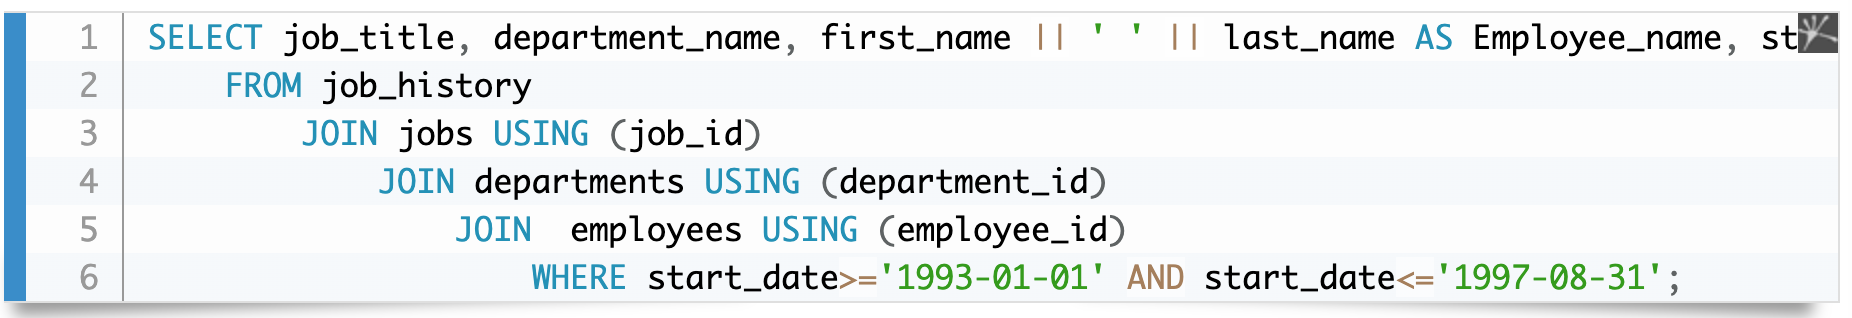 1 SELECT job_title, department_name, first_name || ' ' || last_name AS Employee_name, st
2 FROM job_history
3 JOIN jobs USING (job_id)
4 JOIN departments USING (department_id)
5 JOIN  employees USING (employee_id)
6 WHERE start_date>='1993-01-01' AND start_date<='1997-08-31';